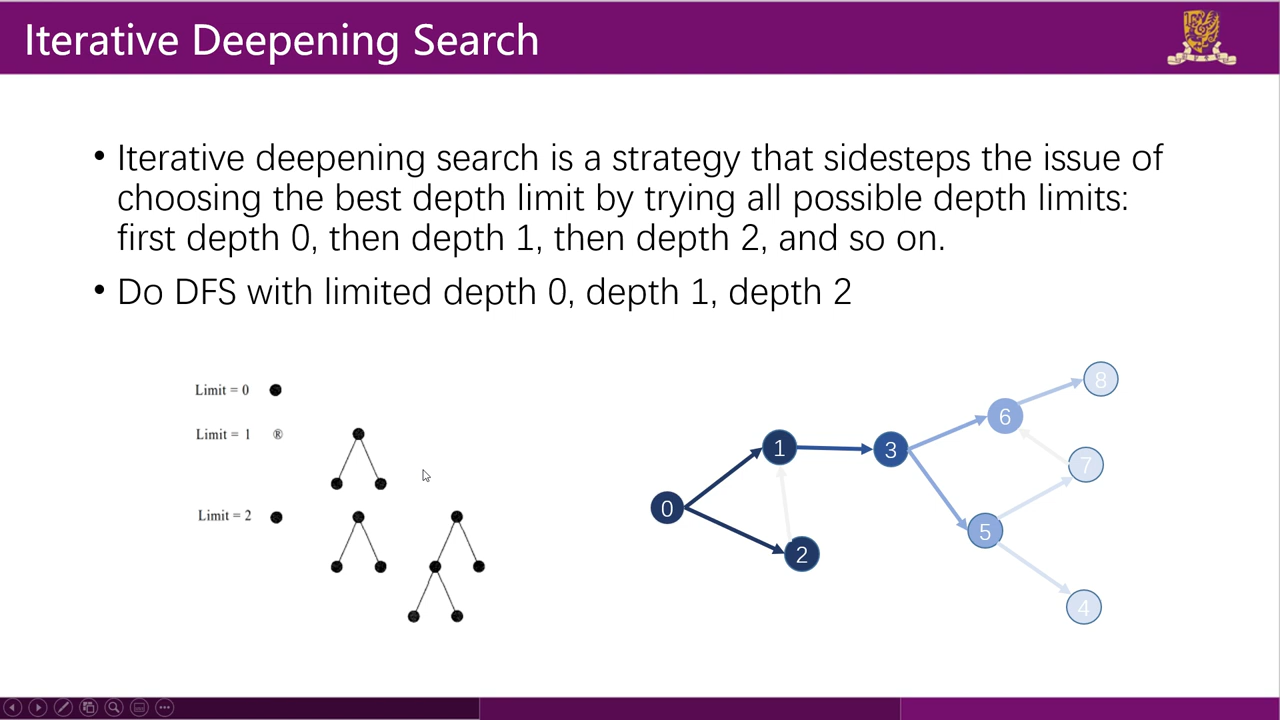 Iterative Deepening Search
• Iterative deepening search is a strategy that sidesteps the issue of
choosing the best depth limit by trying all possible depth limits:
first depth 0, then depth 1, then depth 2, and so on.
• Do DFS with limited depth 0, depth 1, depth 2
Limit = 0
Limit = 1 ®
Limit = 2
8
6
1
3
7
0
5
2
4